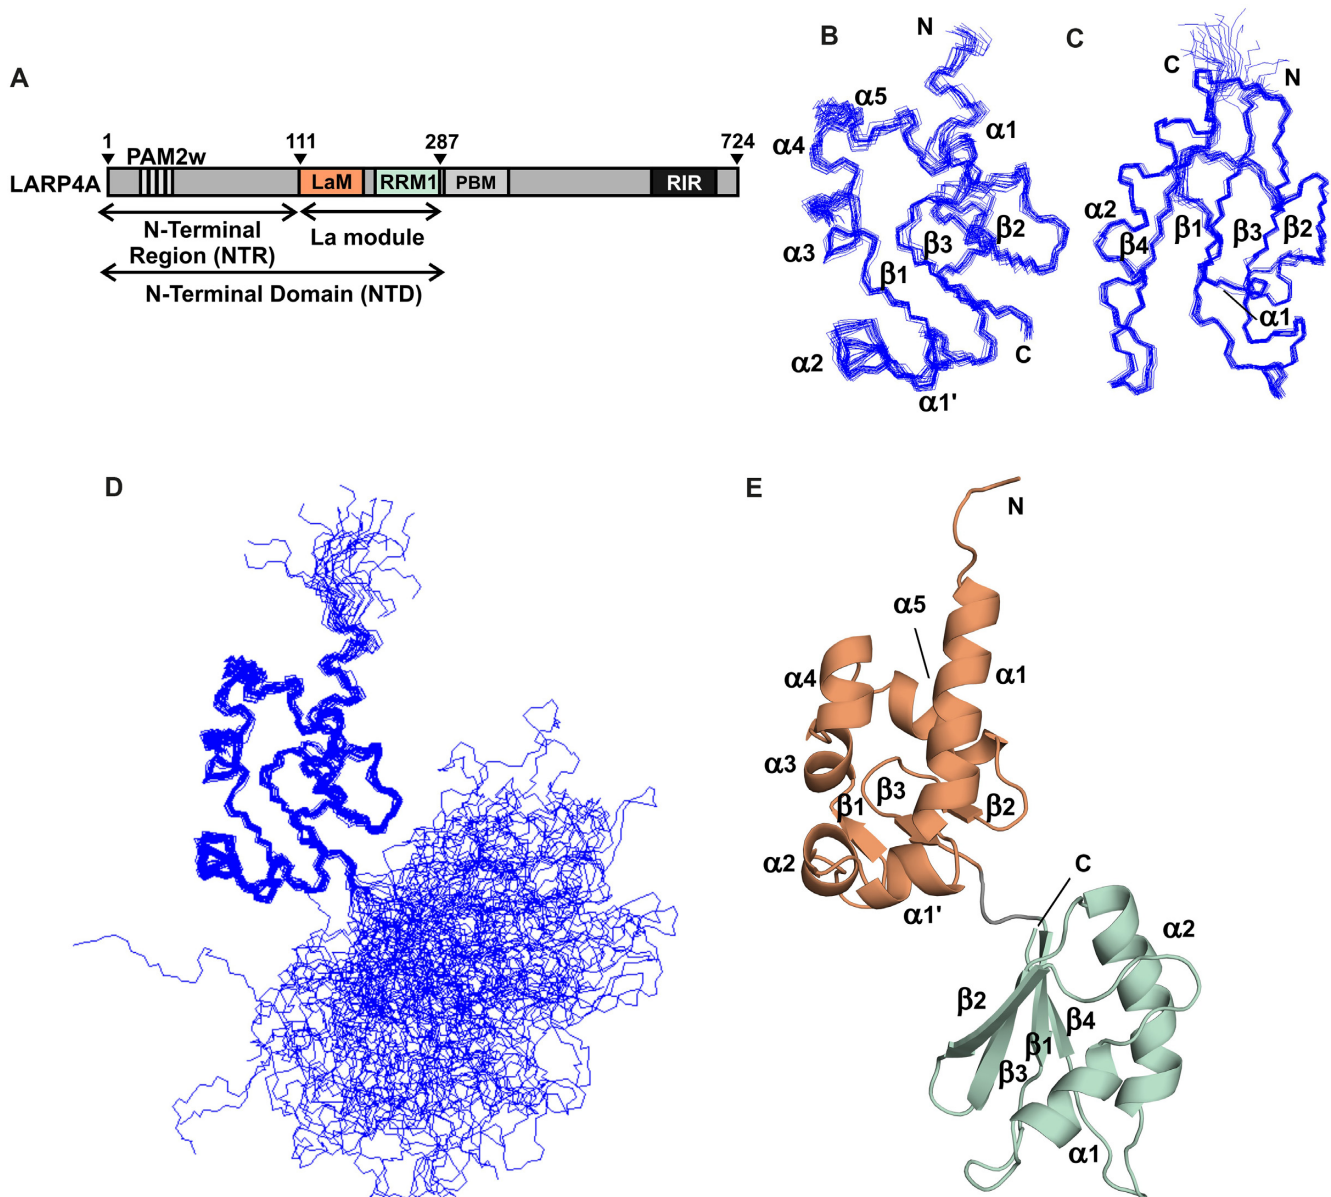 A
1 111 287 724
PAM2w
LARP4A LaM RRM1 PBM RIR
N-Terminal
Region (NTR)
La module
N-Terminal Domain (NTD)
B
N
α5
α4
α1
α3
β3
β2
β1
α2
α1'
C
C
C
N
α2
β4
β1
β3
β2
α1
D
E
N
α5
α4
α1
α3
β1
β3
β2
α2
α1'
C
α2
β2
β4
β1
β3
α1